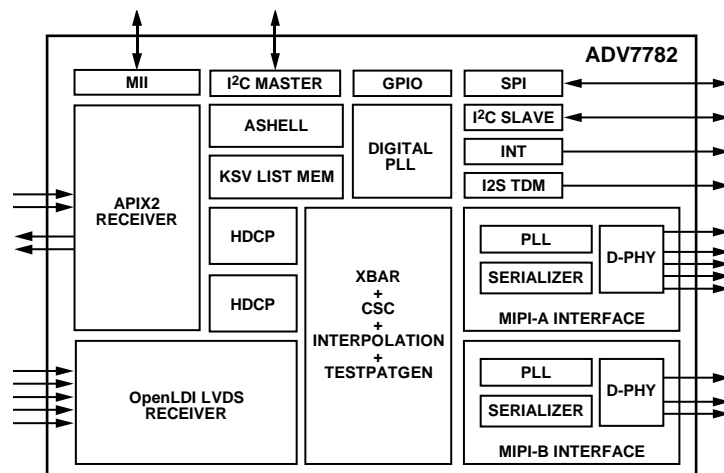 ADV7782
MII
I²C MASTER
GPIO
SPI
ASHELL
DIGITAL
PLL
I²C SLAVE
KSV LIST MEM
INT
I2S TDM
APIX2
RECEIVER
HDCP
HDCP
XBAR
+
CSC
+
INTERPOLATION
+
TESTPATGEN
PLL
SERIALIZER
D-PHY
MIPI-A INTERFACE
OpenLDI LVDS
RECEIVER
PLL
SERIALIZER
D-PHY
MIPI-B INTERFACE